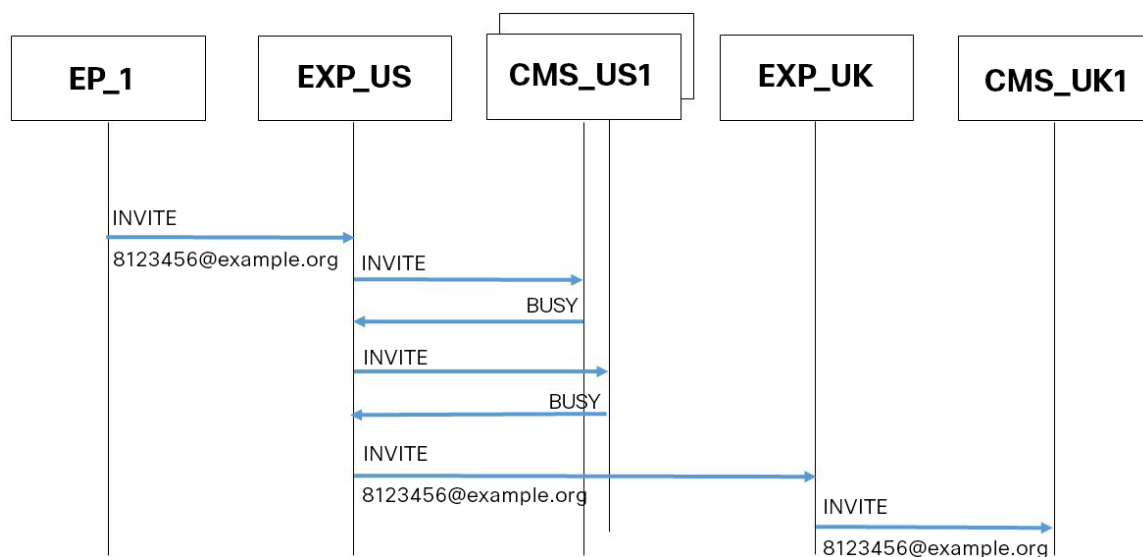 EP_1
EXP_US
CMS_US1
EXP_UK
CMS_UK1
INVITE
8123456@example.org
INVITE
BUSY
INVITE
BUSY
INVITE
8123456@example.org
INVITE
8123456@example.org